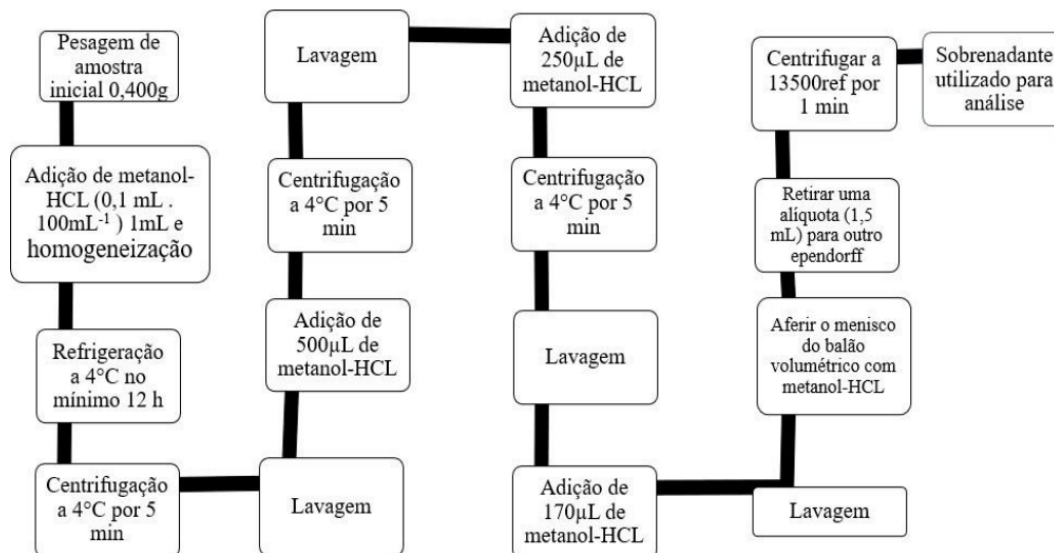 Pesagem de
amostra
inicial 0,400g
Adição de metanol-
HCL (0,1 mL .
100mL⁻¹ ) 1mL e
homogeneização
Refrigeração
a 4°C no
mínimo 12 h
Centrifugação
a 4°C por 5
min
Lavagem
Adição de
500µL de
metanol-HCL
Centrifugação
a 4°C por 5
min
Lavagem
Adição de
250µL de
metanol-HCL
Centrifugação
a 4°C por 5
min
Lavagem
Adição de
170µL de
metanol-HCL
Lavagem
Aferir o menisco
do balão
volumétrico com
metanol-HCL
Retirar uma
alíquota (1,5
mL) para outro
ependorff
Centrifugar a
13500ref por
1 min
Sobrenadante
utilizado para
análise